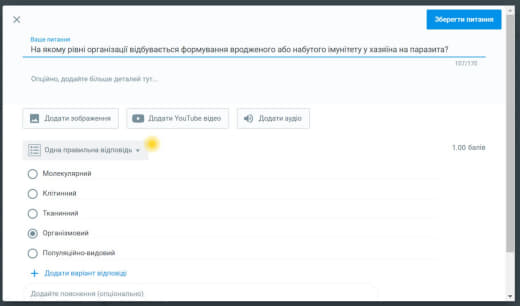 Зберегти питання
Ваше питання
На якому рівні організації відбувається формування вродженого або набутого імунітету у хазяїна на паразита?
107/170
Опціно, додайте більше деталей тут...
Додати зображення
Додати YouTube відео
Додати аудіо
Одна правильна відповідь
1,00 балів
Молекулярний
Клітинний
Тканинний
Організмовий
Популяційно-видовий
+ Додати варіант відповіді
Додайте пояснення (опціонально)